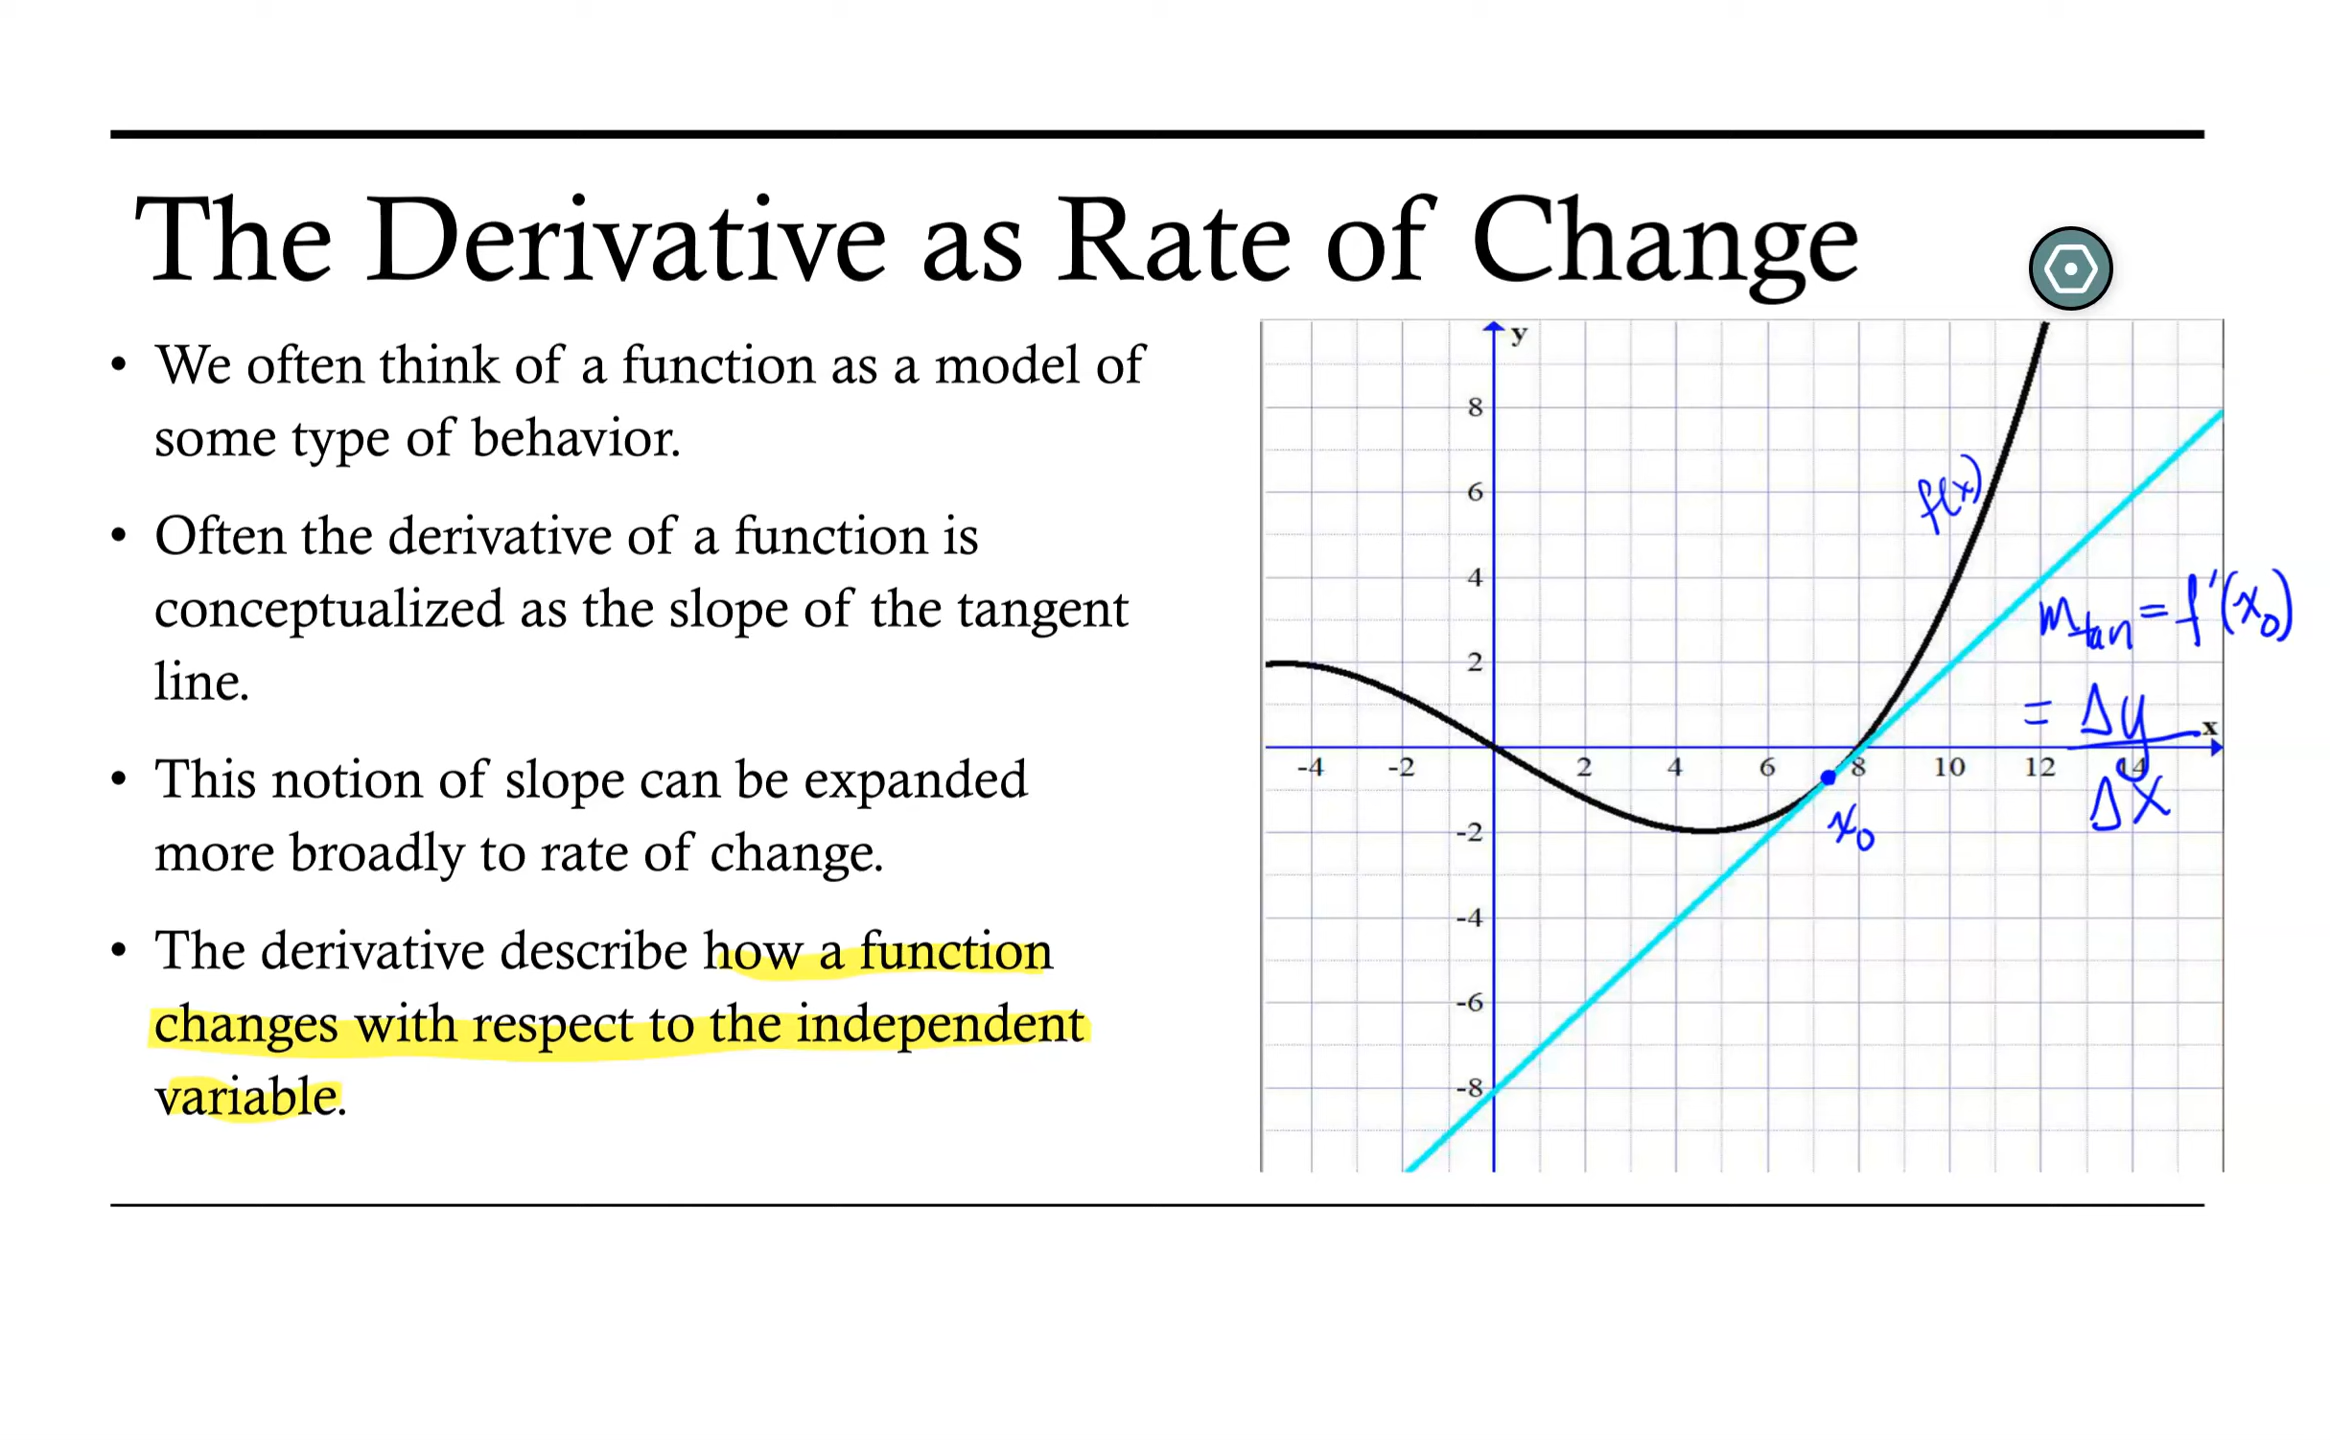 The Derivative as Rate of Change
• We often think of a function as a model of
some type of behavior.
• Often the derivative of a function is
conceptualized as the slope of the tangent
line.
• This notion of slope can be expanded
more broadly to rate of change.
• The derivative describe how a function
changes with respect to the independent
variable.
y
8
6
4
2
-4 -2 2 4 6 8 10 12 14 x
-2
-4
-6
-8
f(x)
m_tan = f'(x₀)
= Δy
Δx
x₀